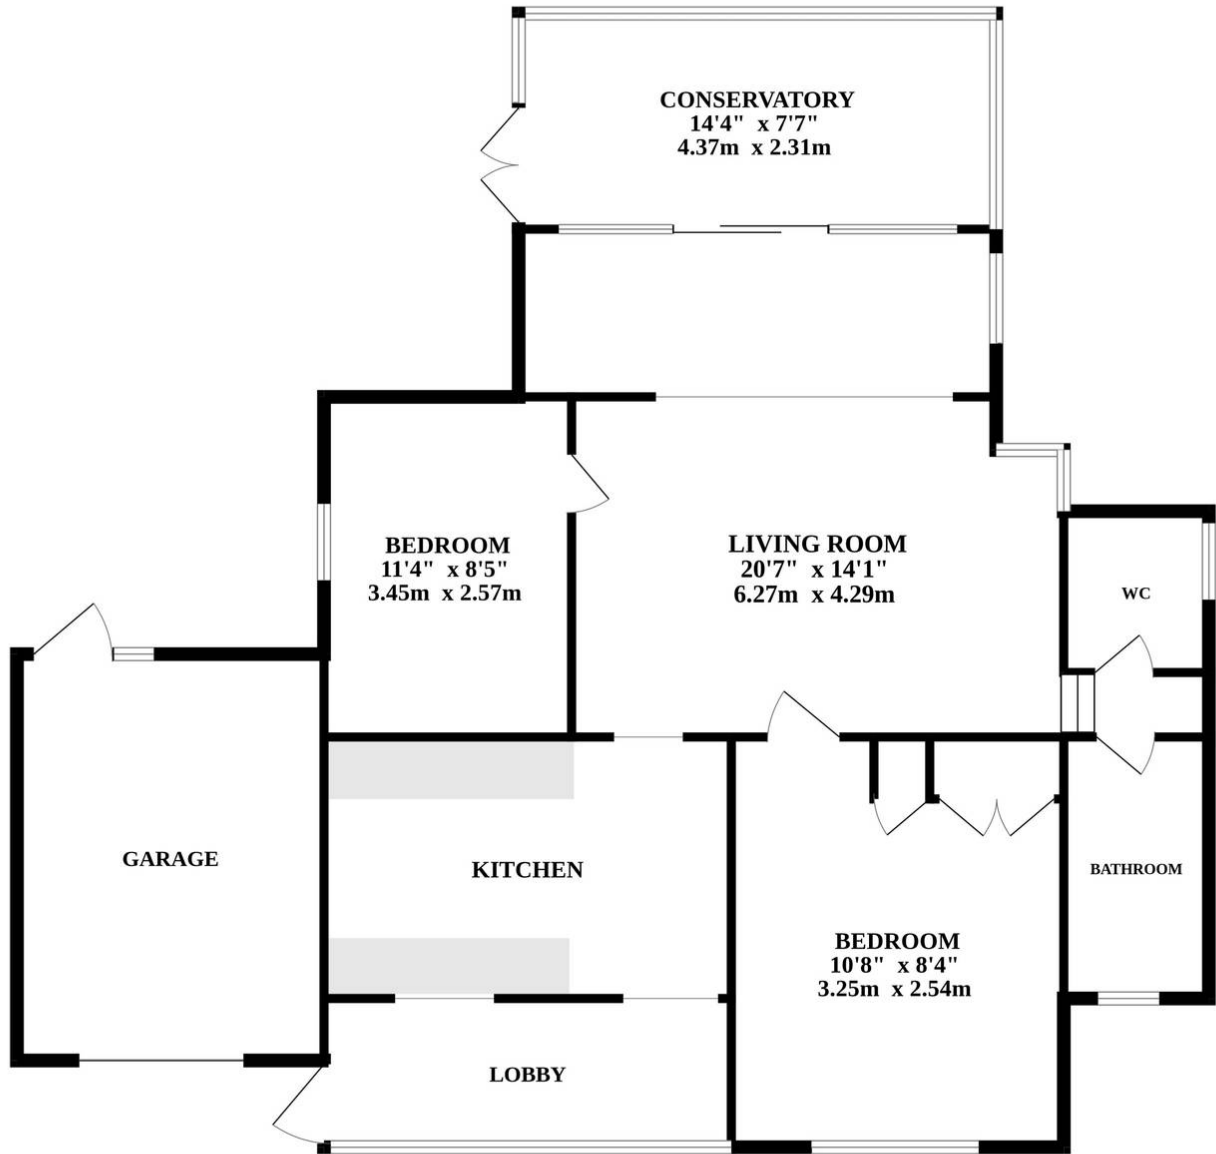 CONSERVATORY
14'4" x 7'7"
4.37m x 2.31m
BEDROOM
11'4" x 8'5"
3.45m x 2.57m
LIVING ROOM
20'7" x 14'1"
6.27m x 4.29m
WC
GARAGE
KITCHEN
BATHROOM
BEDROOM
10'8" x 8'4"
3.25m x 2.54m
LOBBY